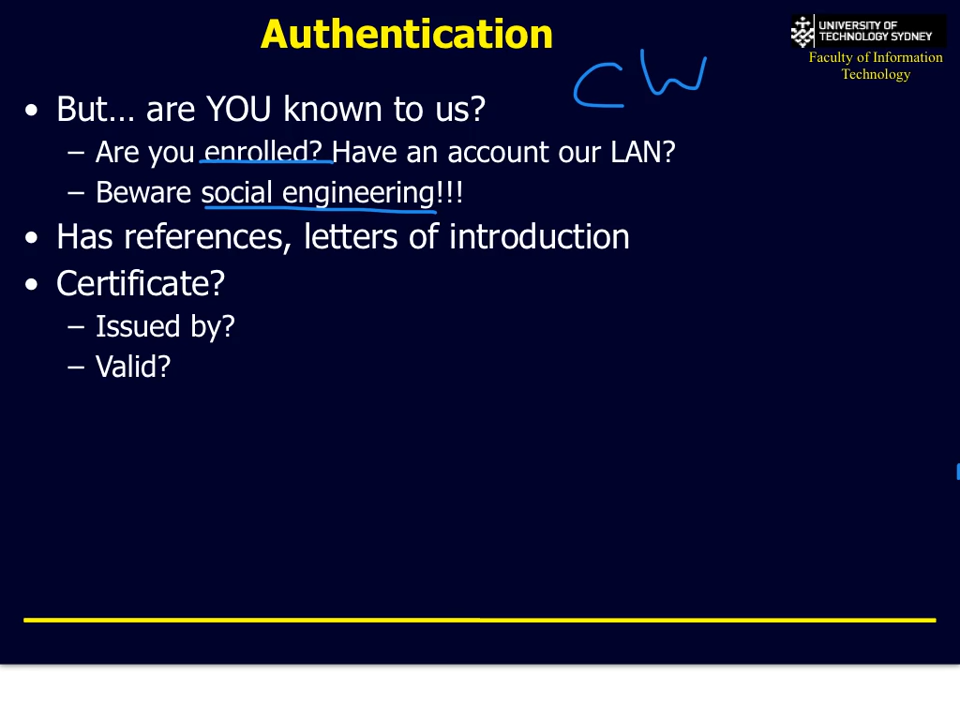 Authentication
UNIVERSITY OF
TECHNOLOGY SYDNEY
Faculty of Information
Technology
CW
• But… are YOU known to us?
– Are you enrolled? Have an account our LAN?
– Beware social engineering!!!
• Has references, letters of introduction
• Certificate?
– Issued by?
– Valid?